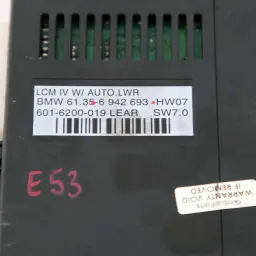 LCM IV W/ AUTO.LWR
BMW 61.35-6 942 693 HW07
601-6200-019 LEAR SW7.0
E53
GlobalParts
WARRANTY VOID
IF REMOVED